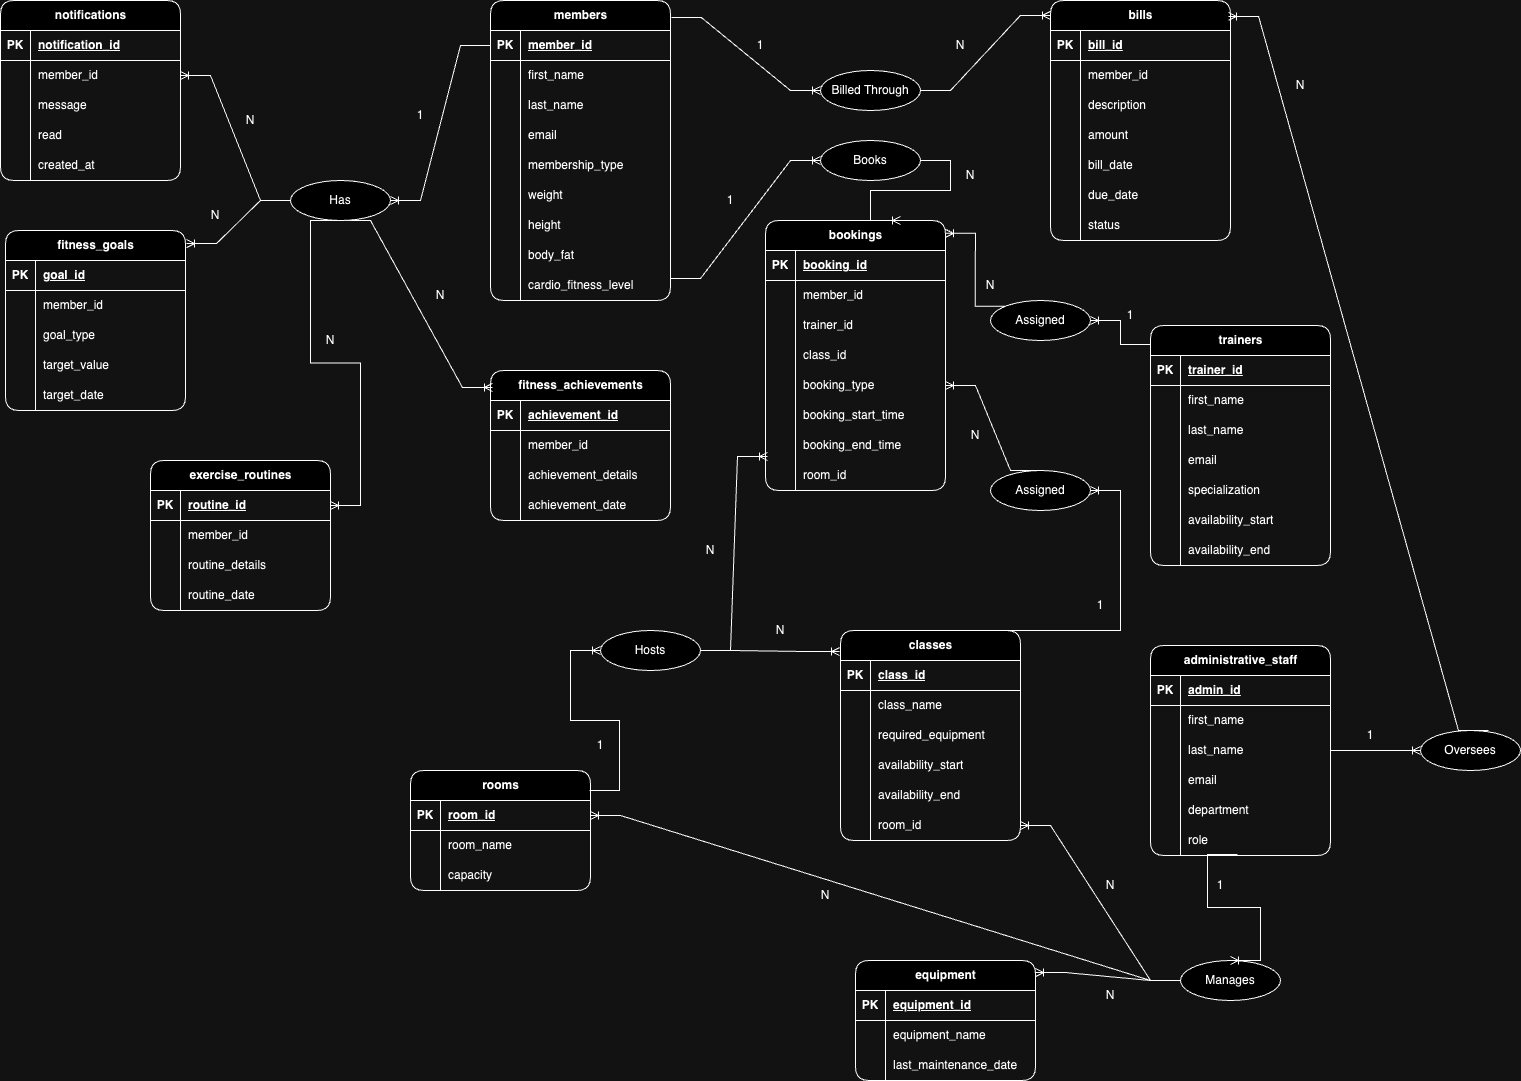 notifications
PK notification_id
member_id
message
read
created_at
N
fitness_goals
PK goal_id
member_id
goal_type
target_value
target_date
N
Has
1
N
N
exercise_routines
PK routine_id
member_id
routine_details
routine_date
members
PK member_id
first_name
last_name
email
membership_type
weight
height
body_fat
cardio_fitness_level
fitness_achievements
PK achievement_id
member_id
achievement_details
achievement_date
1
Billed Through
N
1
Books
N
bills
PK bill_id
member_id
description
amount
bill_date
due_date
status
N
bookings
PK booking_id
member_id
trainer_id
class_id
booking_type
booking_start_time
booking_end_time
room_id
N
Assigned
1
N
Assigned
1
trainers
PK trainer_id
first_name
last_name
email
specialization
availability_start
availability_end
N
Hosts
N
1
classes
PK class_id
class_name
required_equipment
availability_start
availability_end
room_id
administrative_staff
PK admin_id
first_name
last_name
email
department
role
1
Oversees
rooms
PK room_id
room_name
capacity
N
N
1
Manages
N
equipment
PK equipment_id
equipment_name
last_maintenance_date